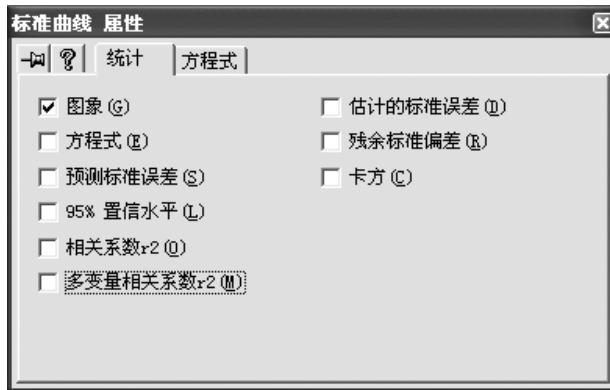 标准曲线 属性
统计 方程式
图象(G) 估计的标准误差(D)
方程式(E) 残余标准偏差(R)
预测标准误差(S) 卡方(C)
95% 置信水平(L)
相关系数r2(O)
多变量相关系数r2(M)